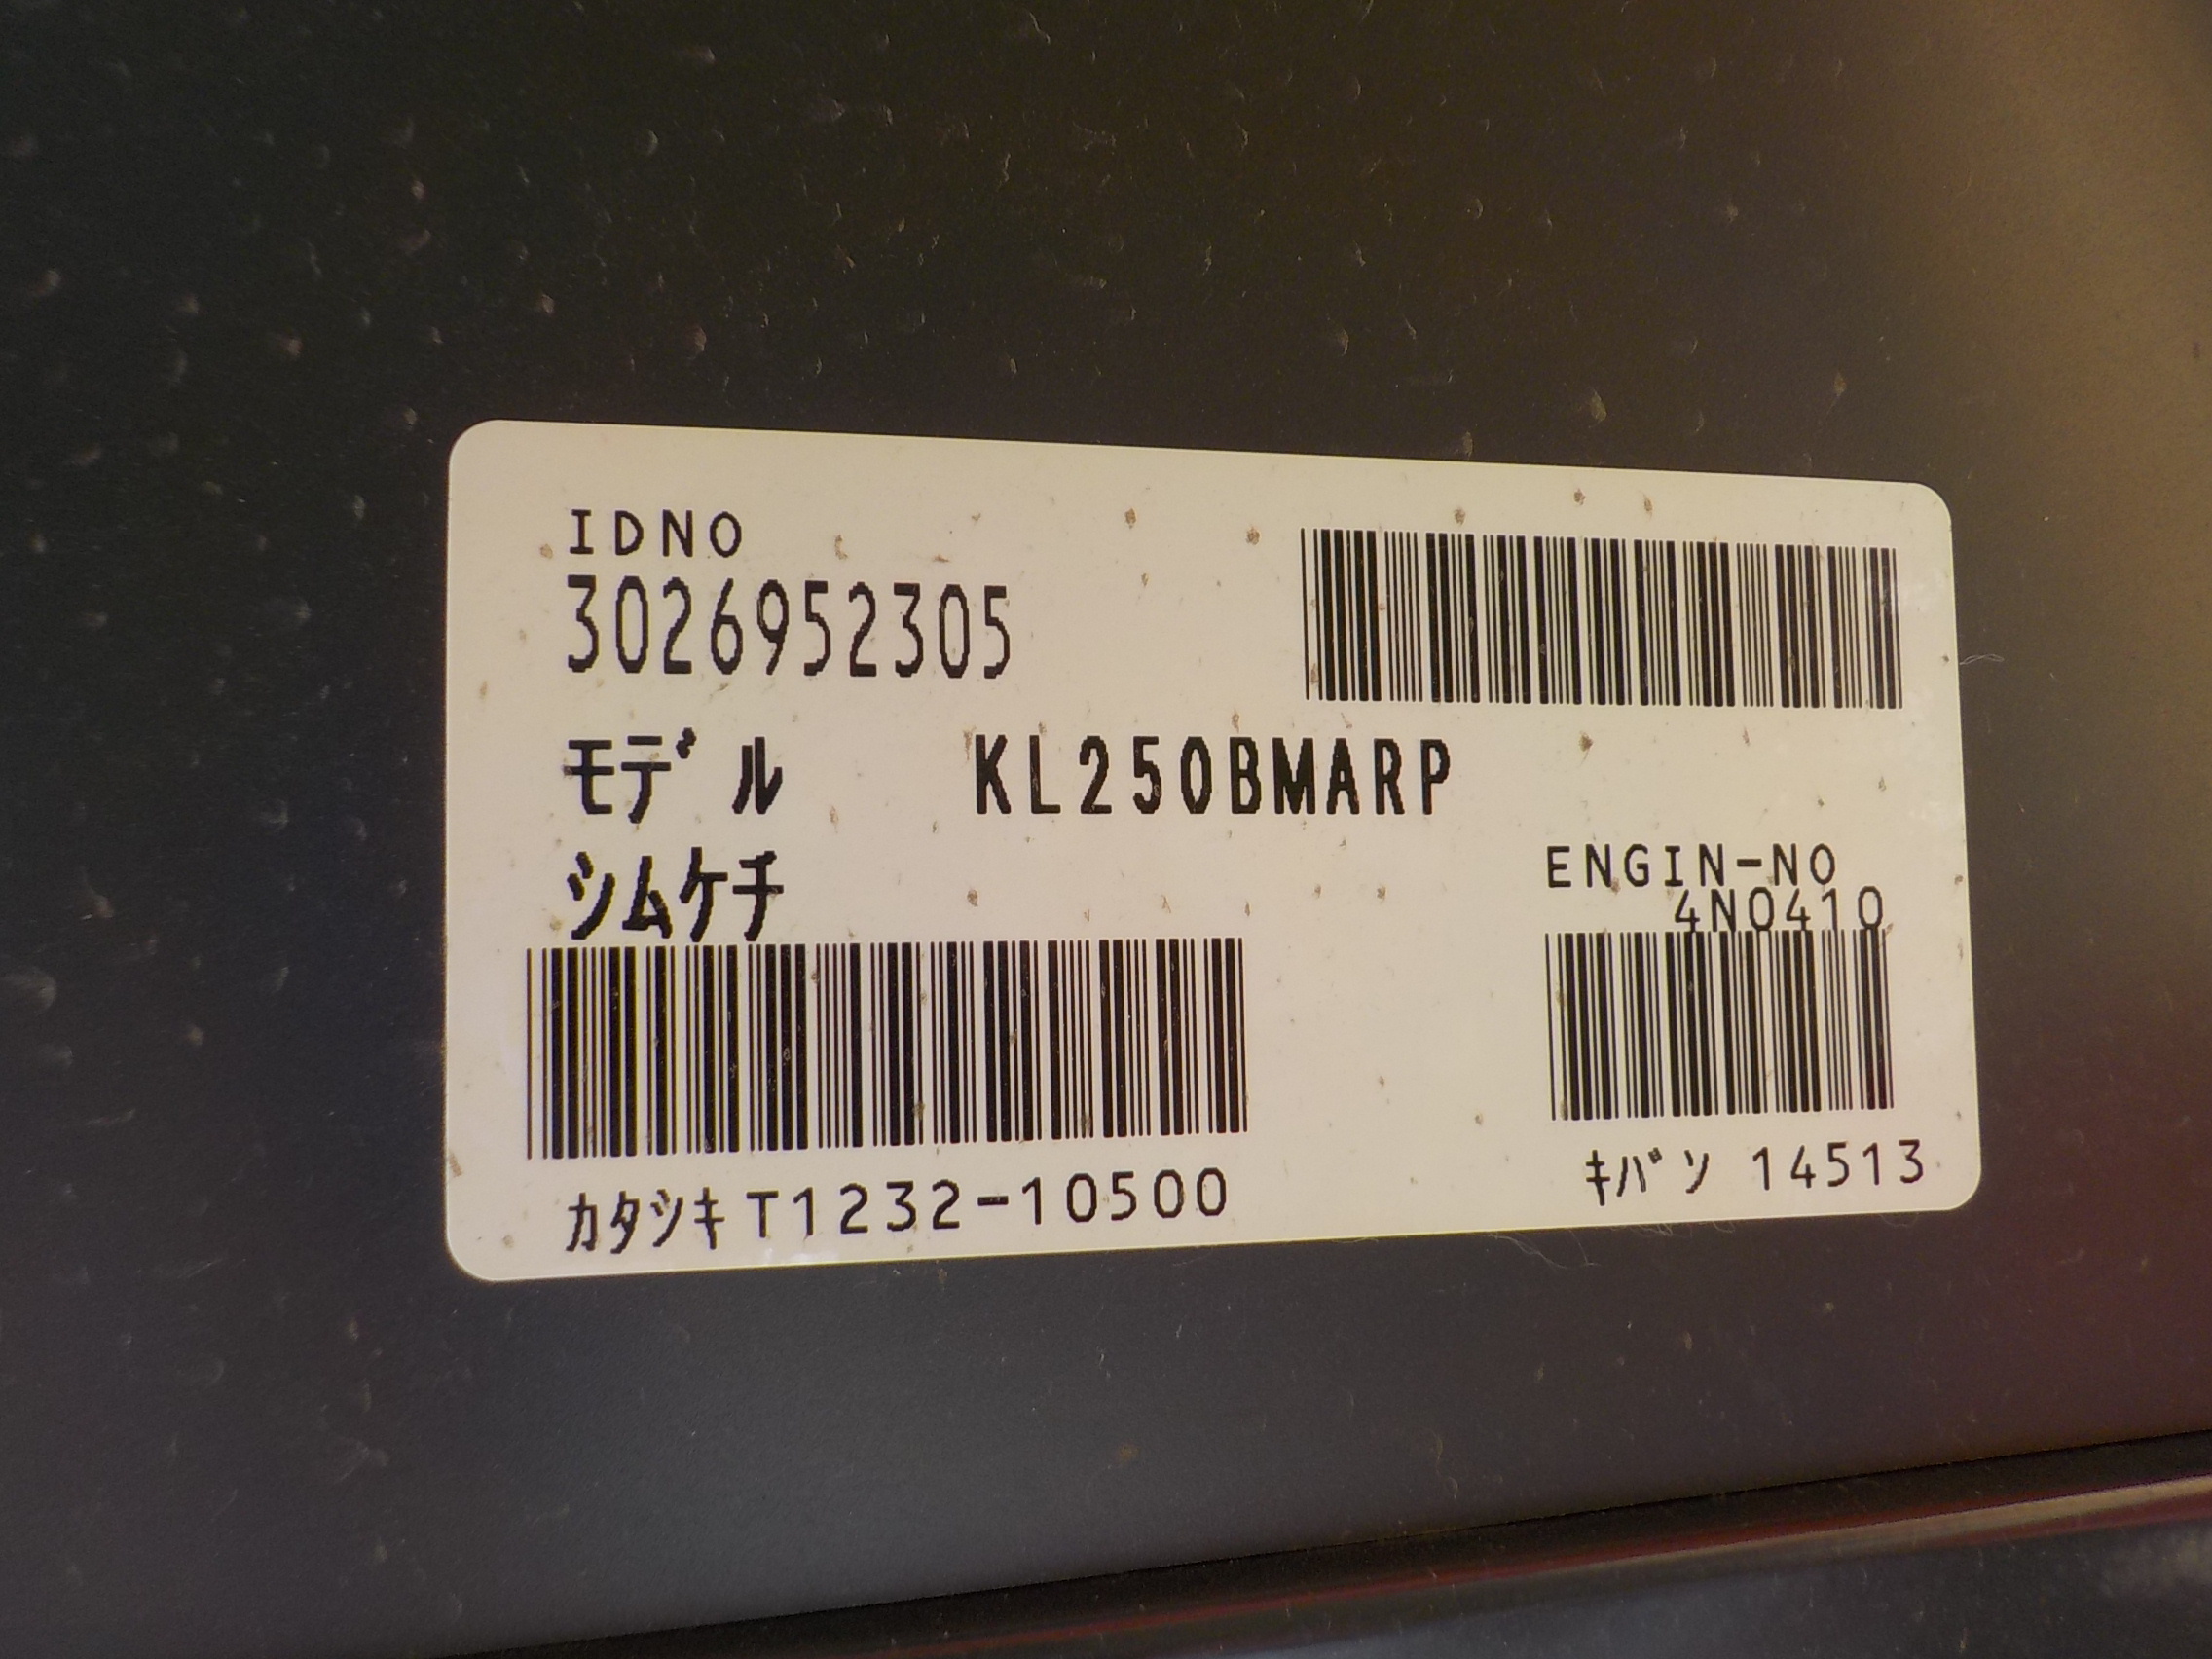 IDNO
3026952305
ﾓﾃﾞﾙ KL250BMARP
ｼﾑｹﾁ
ENGIN-NO
4N0410
ｶﾀｼｷ T1232-10500
ｷﾊﾞﾝ 14513